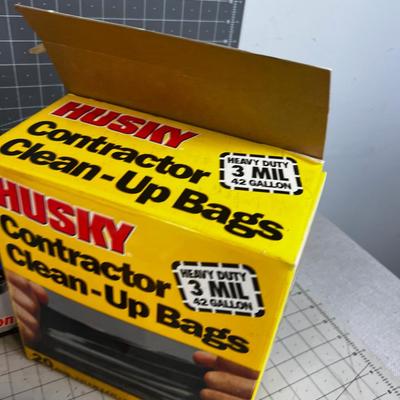 HUSKY
Contractor
Clean-Up Bags
HEAVY DUTY
3 MIL
42 GALLON
HUSKY
Contractor
Clean-Up Bags
HEAVY DUTY
3 MIL
42 GALLON
20